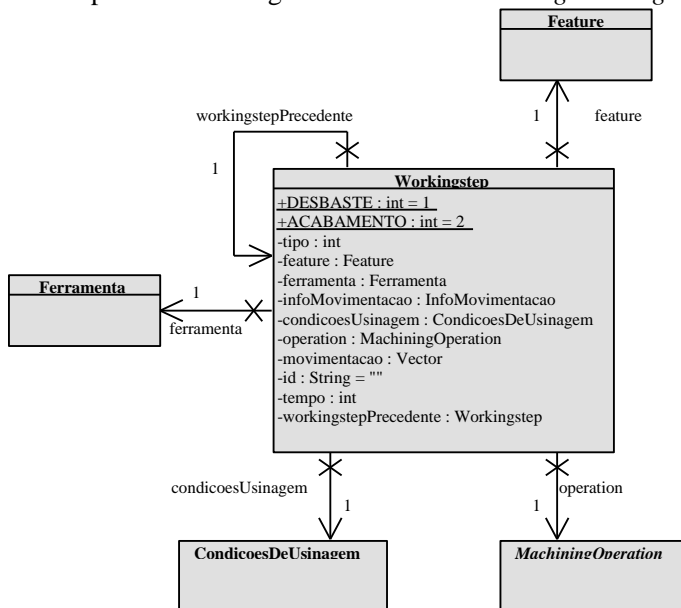 Feature
workingstepPrecedente
1
feature
1
Workingstep
+DESBASTE : int = 1
+ACABAMENTO : int = 2
-tipo : int
-feature : Feature
-ferramenta : Ferramenta
-infoMovimentacao : InfoMovimentacao
-condicoesUsinagem : CondicoesDeUsinagem
-operation : MachiningOperation
-movimentacao : Vector
-id : String = ""
-tempo : int
-workingstepPrecedente : Workingstep
Ferramenta
1
ferramenta
condicoesUsinagem
1
operation
1
CondicoesDeUsinagem
MachiningOperation